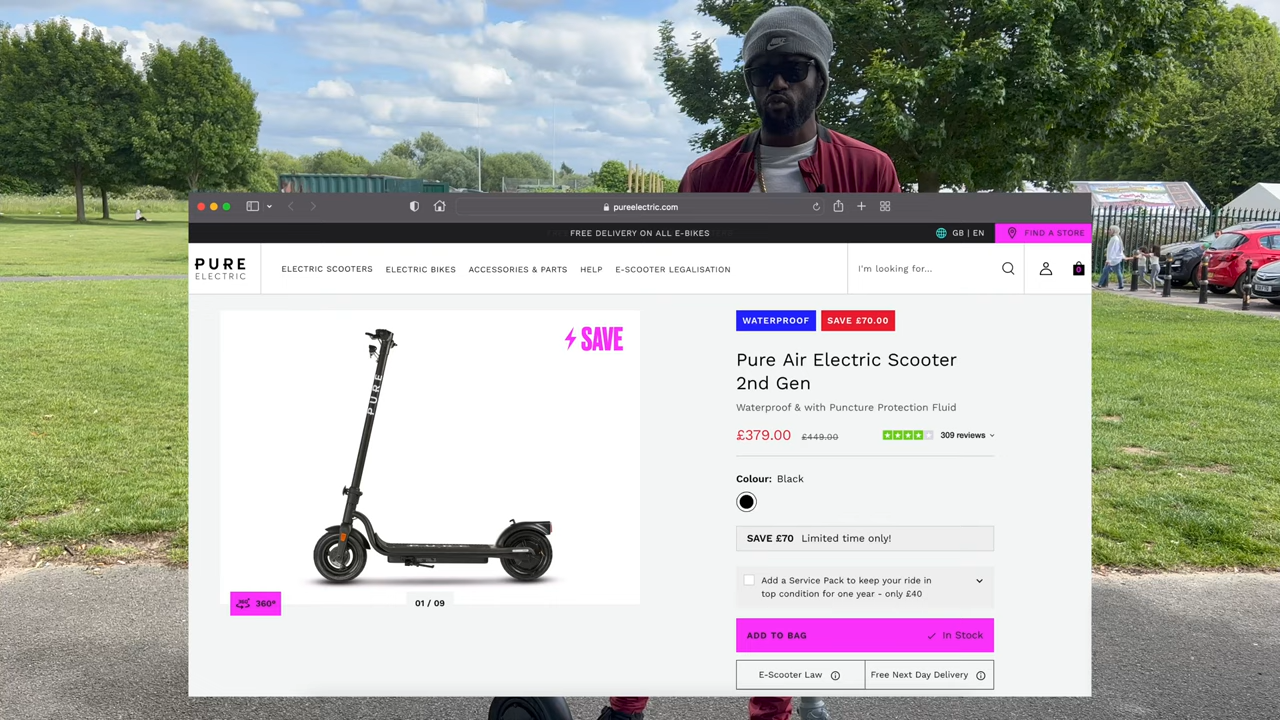 pureelectric.com
FREE DELIVERY ON ALL E-BIKES
GB | EN
FIND A STORE
PURE
ELECTRIC
ELECTRIC SCOOTERS
ELECTRIC BIKES
ACCESSORIES & PARTS
HELP
E-SCOOTER LEGALISATION
I'm looking for...
0
SAVE
PURE
360°
01 / 09
WATERPROOF
SAVE £70.00
Pure Air Electric Scooter
2nd Gen
Waterproof & with Puncture Protection Fluid
£379.00 £449.00
309 reviews
Colour: Black
SAVE £70 Limited time only!
Add a Service Pack to keep your ride in
top condition for one year - only £40
ADD TO BAG
In Stock
E-Scooter Law
Free Next Day Delivery